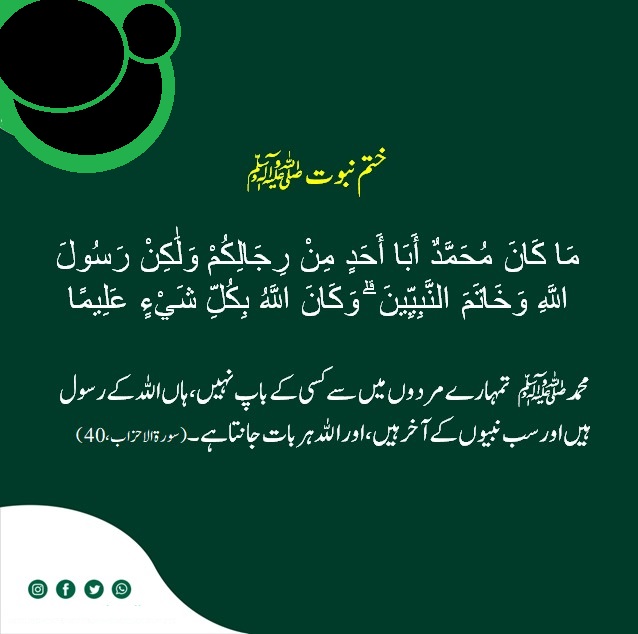 ختم نبوت ﷺ
مَا كَانَ مُحَمَّدٌ أَبَا أَحَدٍ مِنْ رِجَالِكُمْ وَلَٰكِنْ رَسُولَ
اللَّهِ وَخَاتَمَ النَّبِيِّينَ ۗ وَكَانَ اللَّهُ بِكُلِّ شَيْءٍ عَلِيمًا
محمد ﷺ تمہارے مردوں میں سے کسی کے باپ نہیں، ہاں اللہ کے رسول
ہیں اور سب نبیوں کے آخر ہیں، اور اللہ ہر بات جانتا ہے۔ (سورۃ الاحزاب، 40)